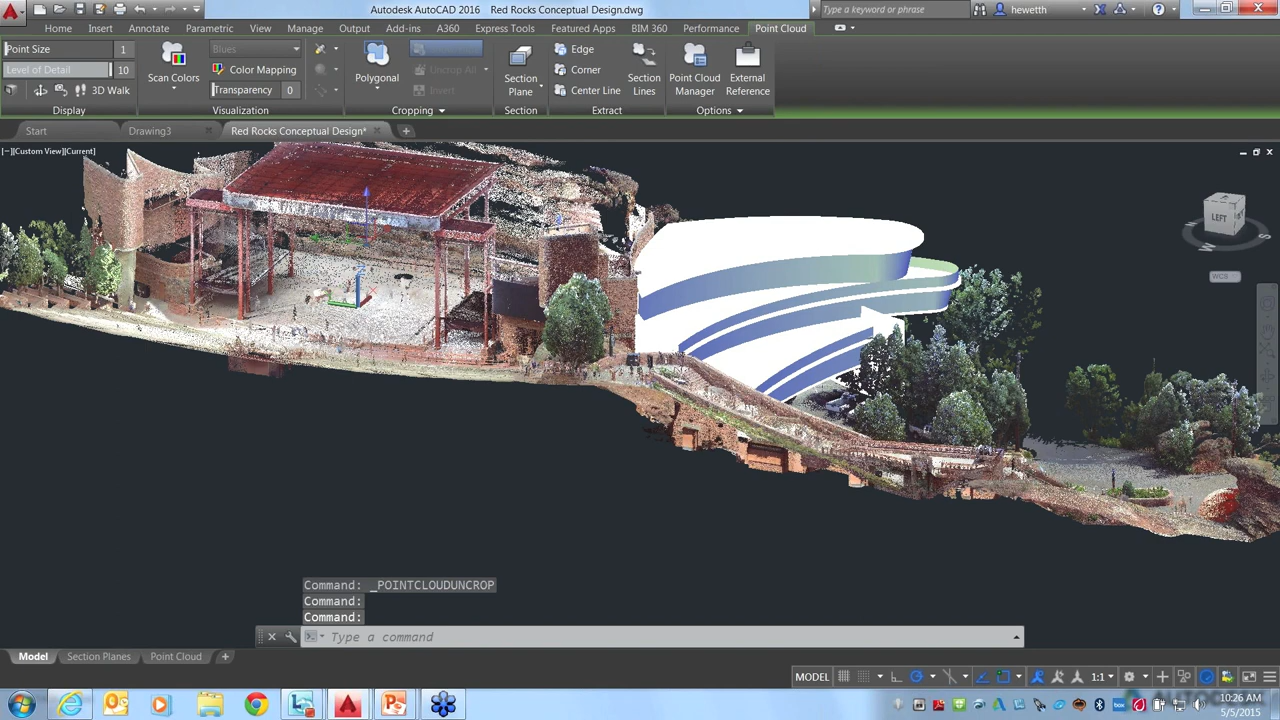 Autodesk AutoCAD 2016 Red Rocks Conceptual Design.dwg Type a keyword or phrase hewetth
Home Insert Annotate Parametric View Manage Output Add-ins A360 Express Tools Featured Apps BIM 360 Performance Point Cloud
Point Size 1 Blues Edge
Level of Detail 10 Scan Colors Color Mapping Polygonal Uncrop All Section Plane Corner Section Lines Point Cloud Manager External Reference
3D Walk Transparency 0 Invert Center Line
Display Visualization Cropping Section Extract Options
Start Drawing3 Red Rocks Conceptual Design*
[−][Custom View][Current]
LEFT
N
S
W
WCS
Command: _POINTCLOUDUNCROP
Command:
Command:
Type a command
Model Section Planes Point Cloud
MODEL 1:1
10:26 AM
5/5/2015